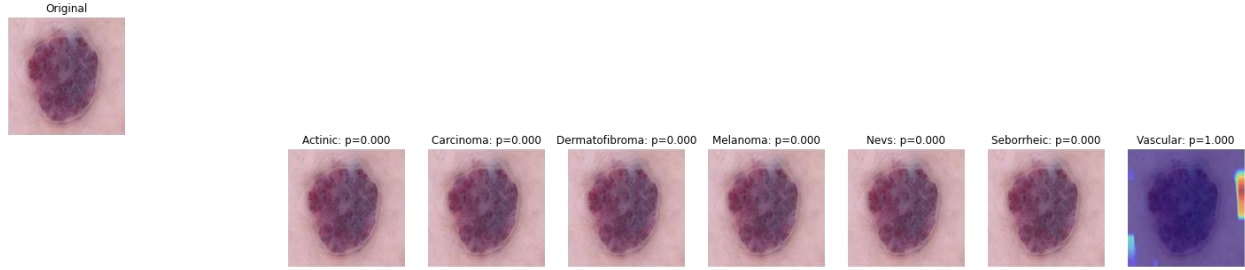 Original
Actinic: p=0.000
Carcinoma: p=0.000
Dermatofibroma: p=0.000
Melanoma: p=0.000
Nevs: p=0.000
Seborrheic: p=0.000
Vascular: p=1.000